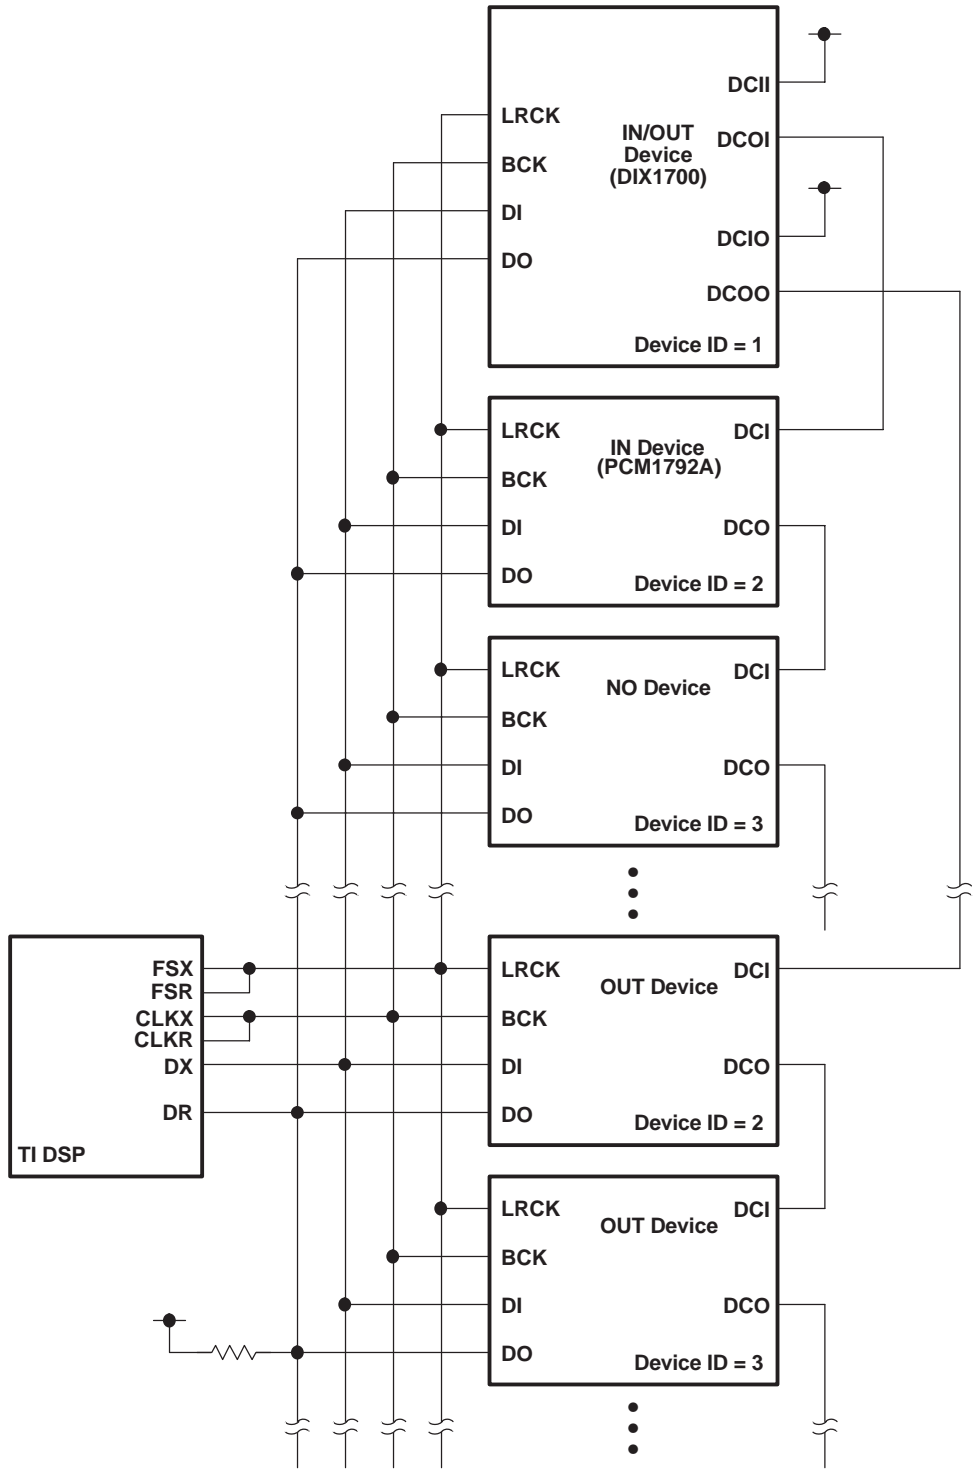 LRCK
BCK
DI
DO
IN/OUT
Device
(DIX1700)
DCII
DCOI
DCIO
DCOO
Device ID = 1
LRCK
BCK
DI
DO
IN Device
(PCM1792A)
DCI
DCO
Device ID = 2
LRCK
BCK
DI
DO
NO Device
DCI
DCO
Device ID = 3
FSX
FSR
CLKX
CLKR
DX
DR
TI DSP
LRCK
BCK
DI
DO
OUT Device
DCI
DCO
Device ID = 2
LRCK
BCK
DI
DO
OUT Device
DCI
DCO
Device ID = 3